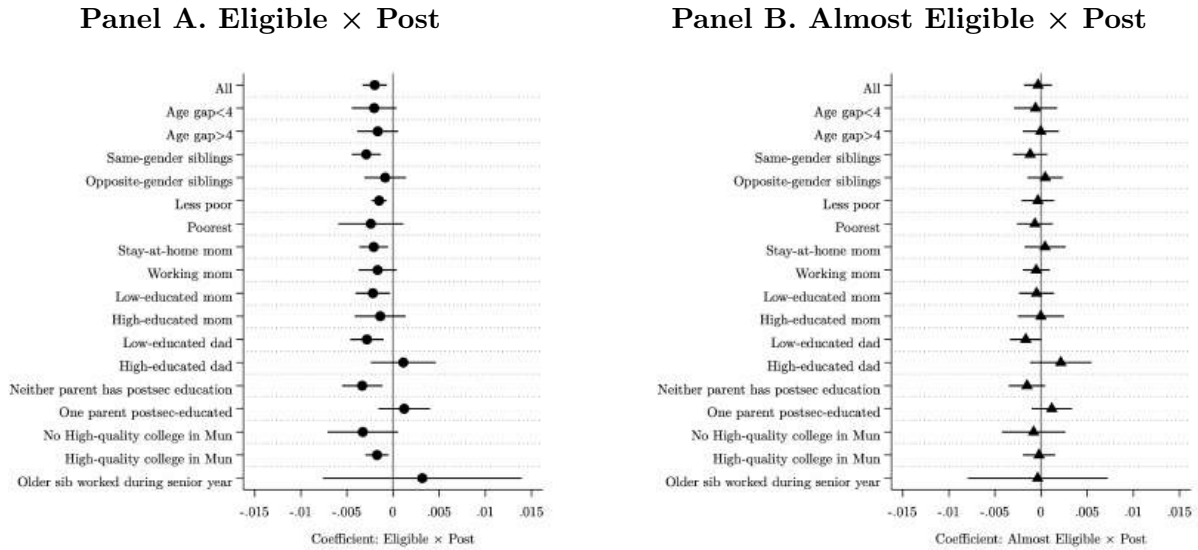 Panel A. Eligible × Post
All
Age gap<4
Age gap>4
Same-gender siblings
Opposite-gender siblings
Less poor
Poorest
Stay-at-home mom
Working mom
Low-educated mom
High-educated mom
Low-educated dad
High-educated dad
Neither parent has postsec education
One parent postsec-educated
No High-quality college in Mun
High-quality college in Mun
Older sib worked during senior year
-.015 -.01 -.005 0 .005 .01 .015
Coefficient: Eligible × Post
Panel B. Almost Eligible × Post
All
Age gap<4
Age gap>4
Same-gender siblings
Opposite-gender siblings
Less poor
Poorest
Stay-at-home mom
Working mom
Low-educated mom
High-educated mom
Low-educated dad
High-educated dad
Neither parent has postsec education
One parent postsec-educated
No High-quality college in Mun
High-quality college in Mun
Older sib worked during senior year
-.015 -.01 -.005 0 .005 .01 .015
Coefficient: Almost Eligible × Post